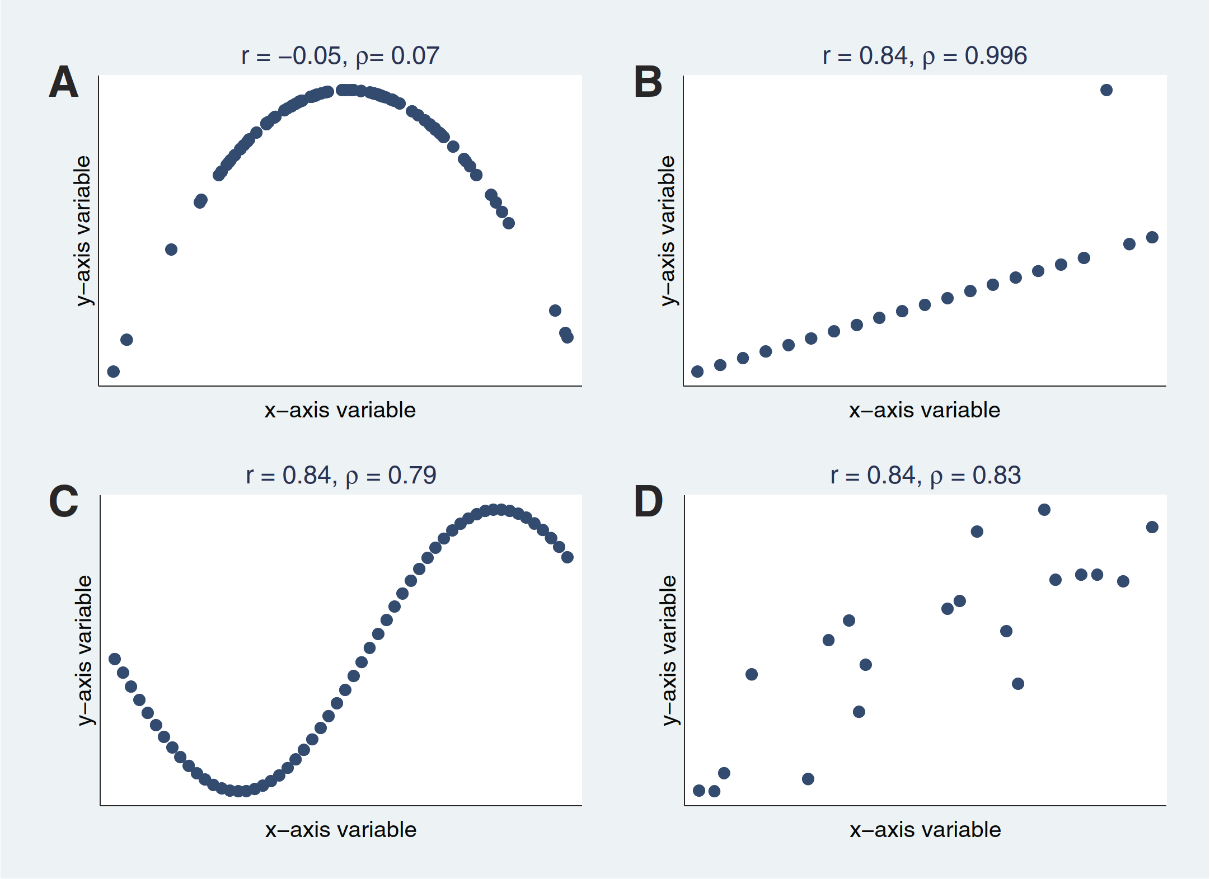 A
r = −0.05, ρ= 0.07
y−axis variable
x−axis variable
B
r = 0.84, ρ = 0.996
y−axis variable
x−axis variable
C
r = 0.84, ρ = 0.79
y−axis variable
x−axis variable
D
r = 0.84, ρ = 0.83
y−axis variable
x−axis variable